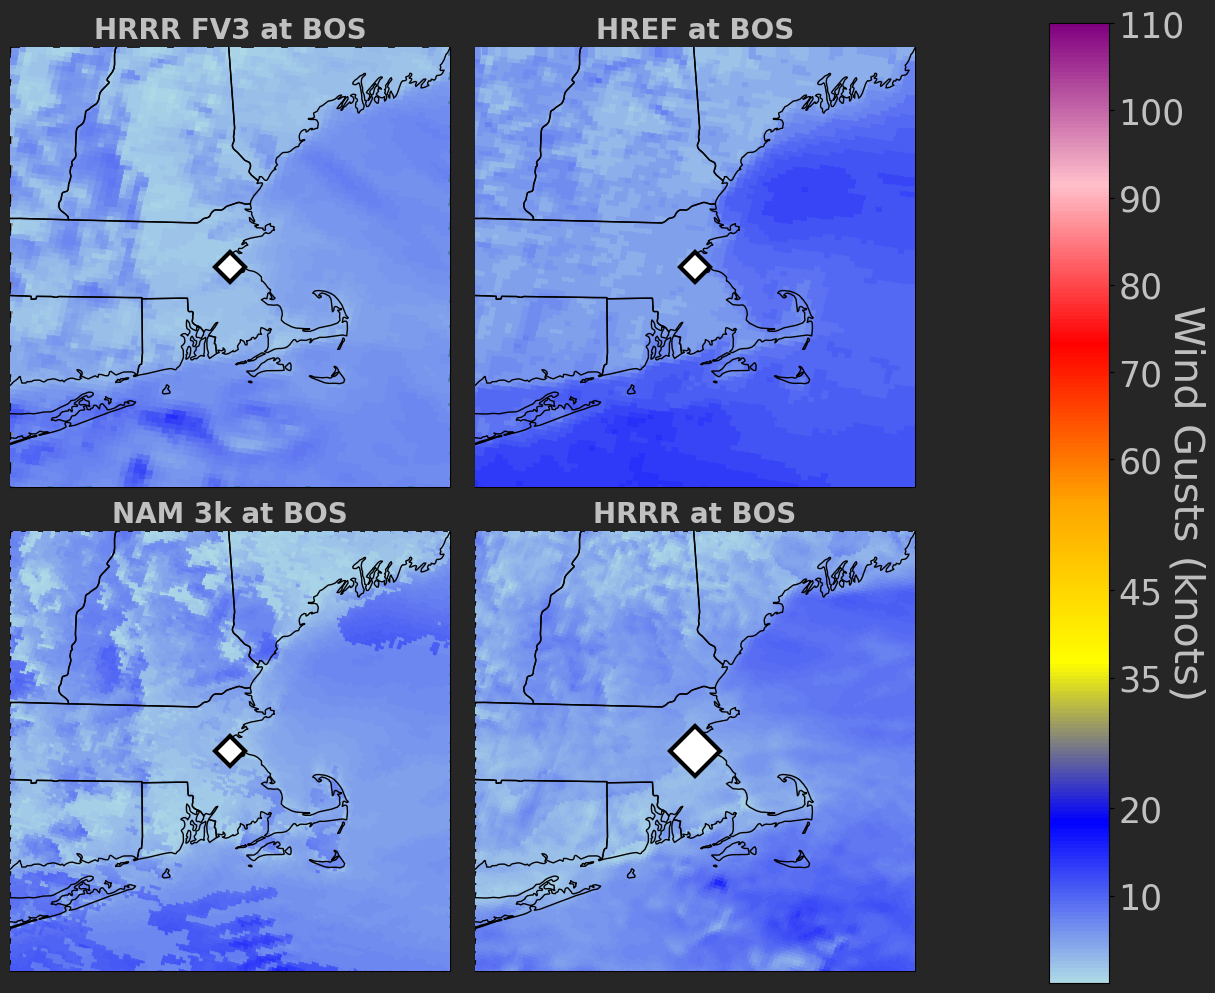 HRRR FV3 at BOS
HREF at BOS
NAM 3k at BOS
HRRR at BOS
110
100
90
80
70
60
45
35
20
10
Wind Gusts (knots)